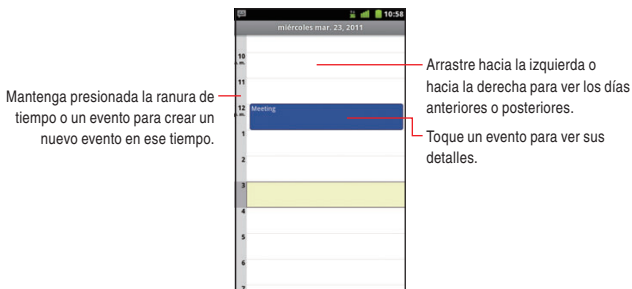 10:58
miércoles mar. 23, 2011
10
a.m.
11
12
p.m.
Meeting
1
2
3
4
5
6
7
Mantenga presionada la ranura de
tiempo o un evento para crear un
nuevo evento en ese tiempo.
Arrastre hacia la izquierda o
hacia la derecha para ver los días
anteriores o posteriores.
Toque un evento para ver sus
detalles.